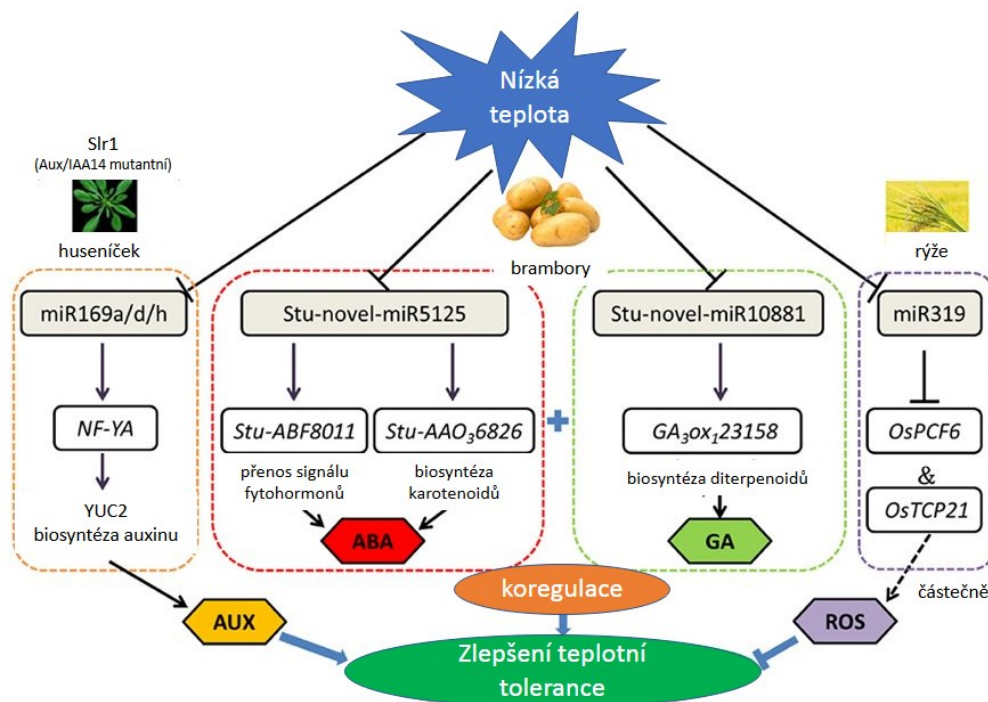 Nízká
teplota
Slr1
(Aux/IAA14 mutantní)
huseníček
brambory
rýže
miR169a/d/h
NF-YA
YUC2
biosyntéza auxinu
AUX
Stu-novel-miR5125
Stu-ABF8011
Stu-AAO₃6826
přenos signálu
fytohormonů
biosyntéza
karotenoidů
ABA
Stu-novel-miR10881
GA₃ox₁23158
biosyntéza diterpenoidů
GA
miR319
OsPCF6
&
OsTCP21
částečně
ROS
koregulace
Zlepšení teplotní
tolerance